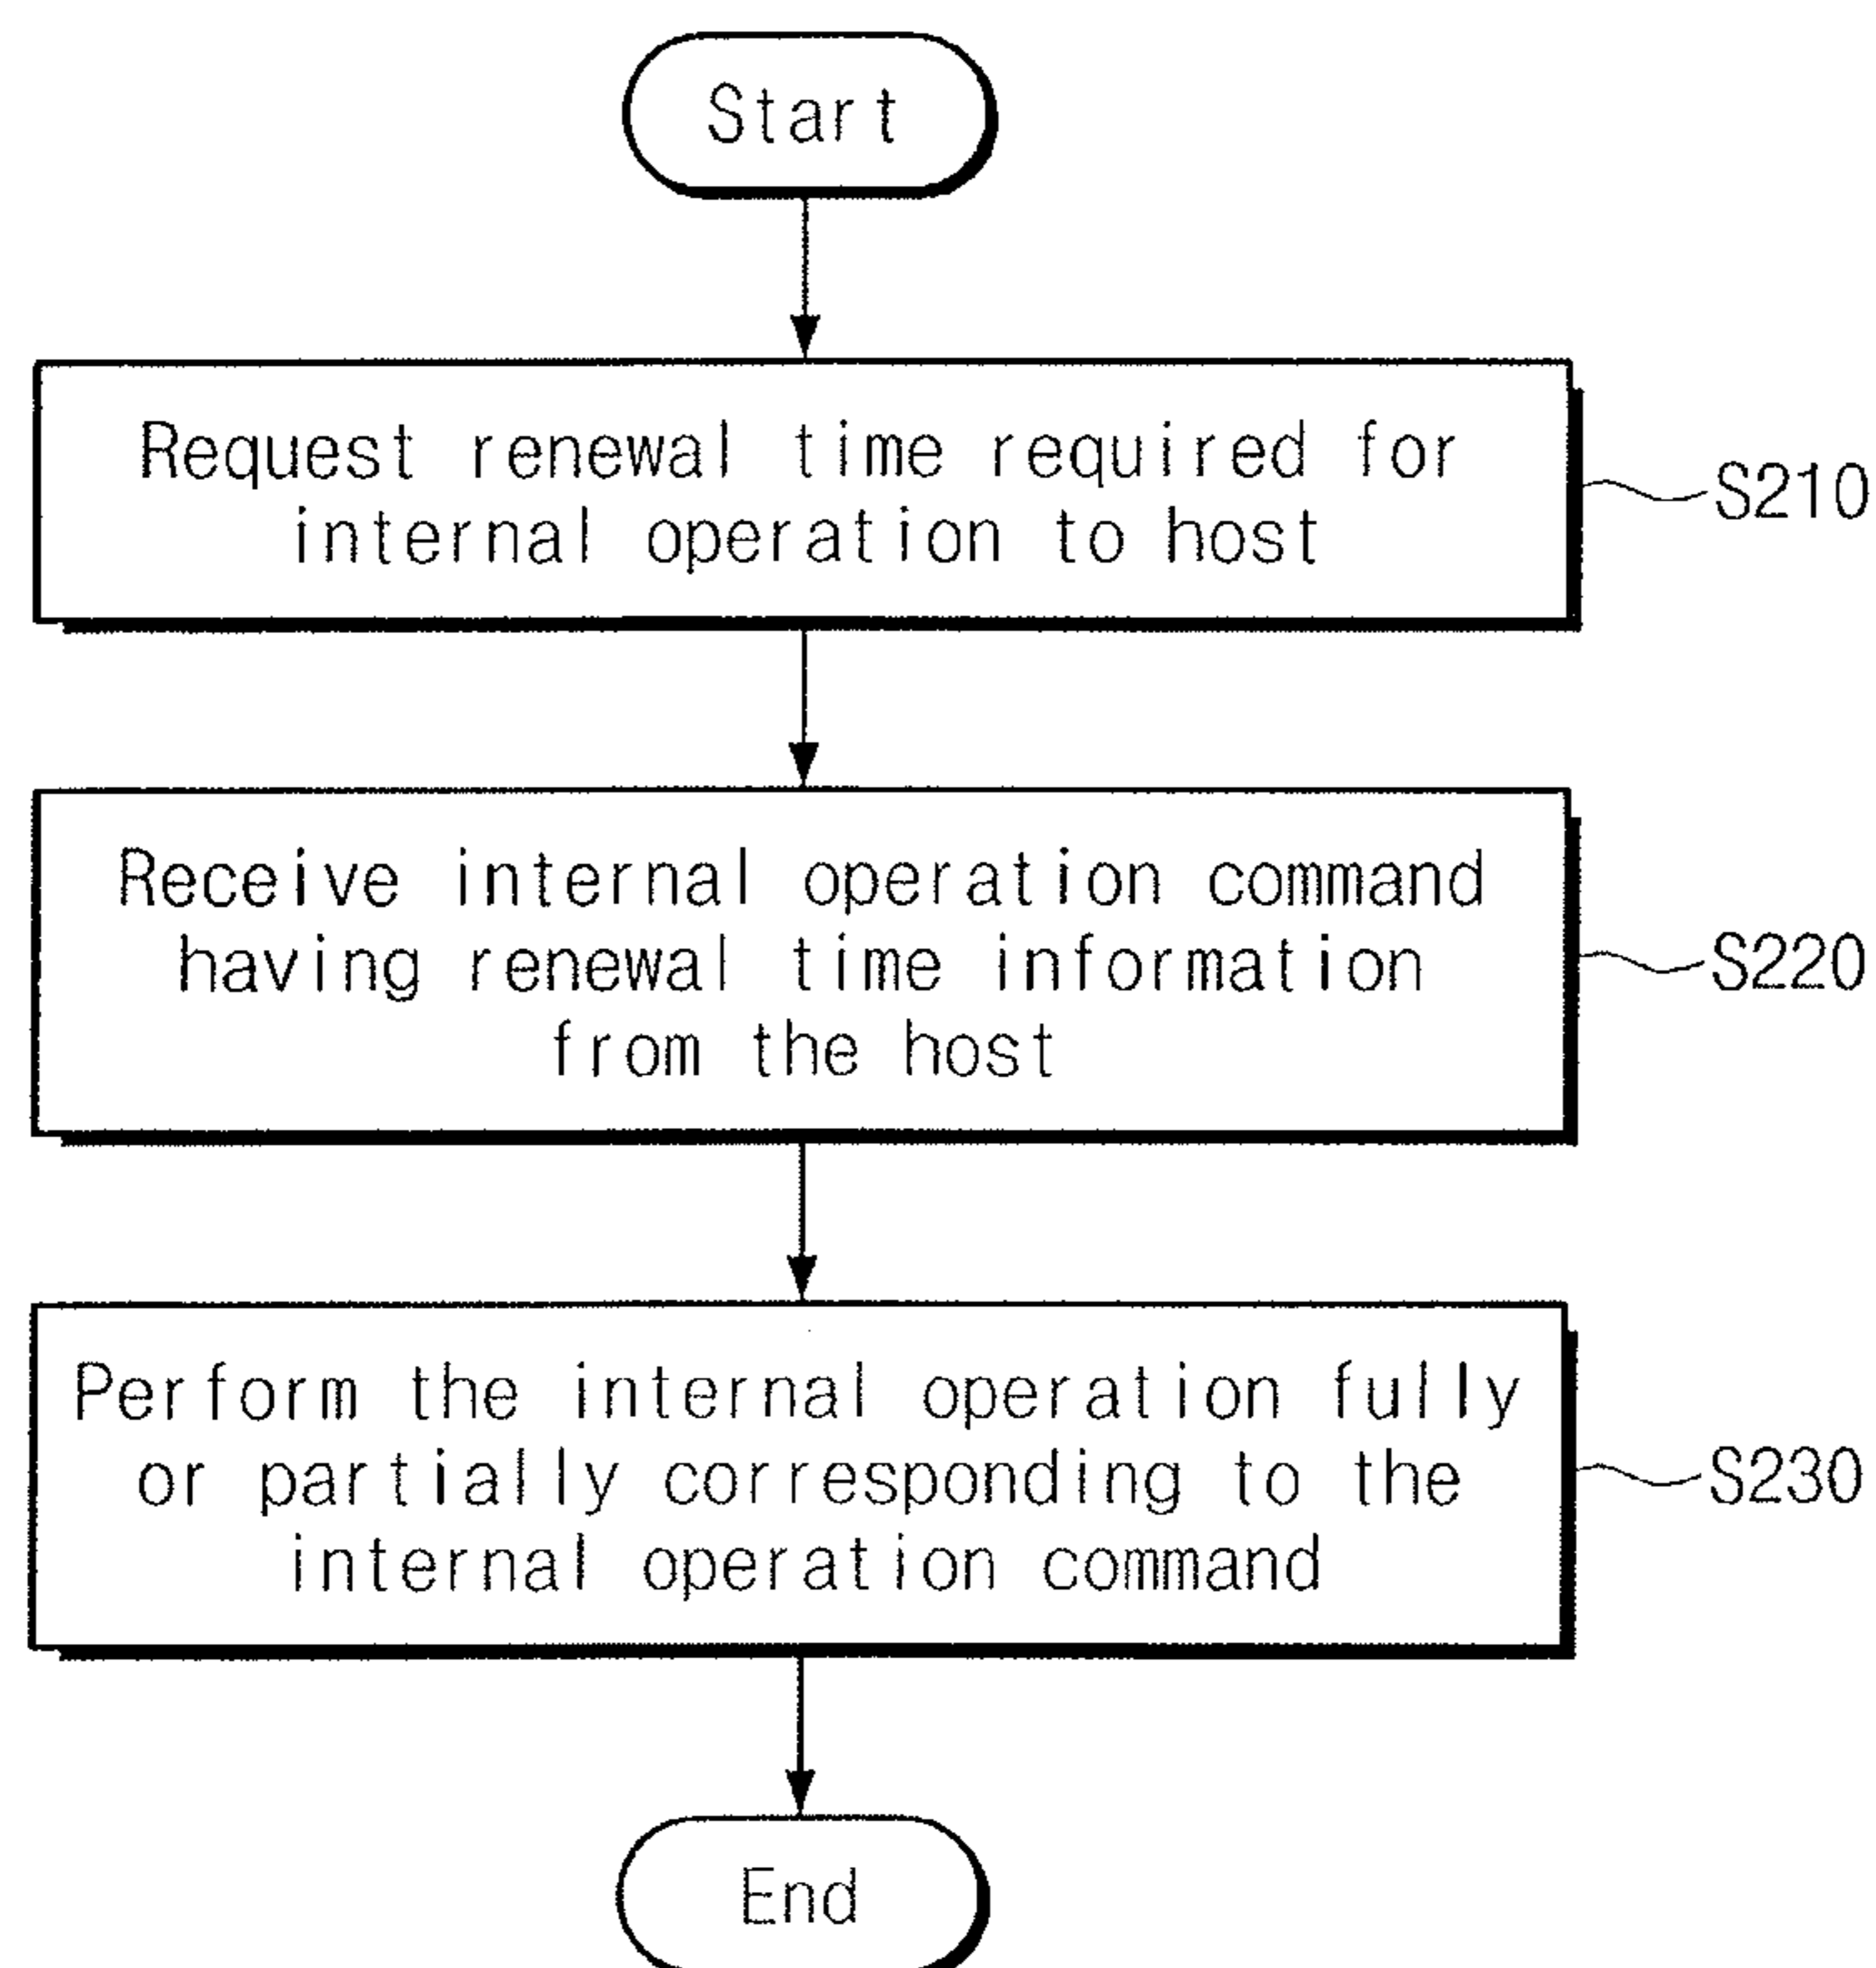 Start
Request renewal time required for
internal operation to host
S210
Receive internal operation command
having renewal time information
from the host
S220
Perform the internal operation fully
or partially corresponding to the
internal operation command
S230
End